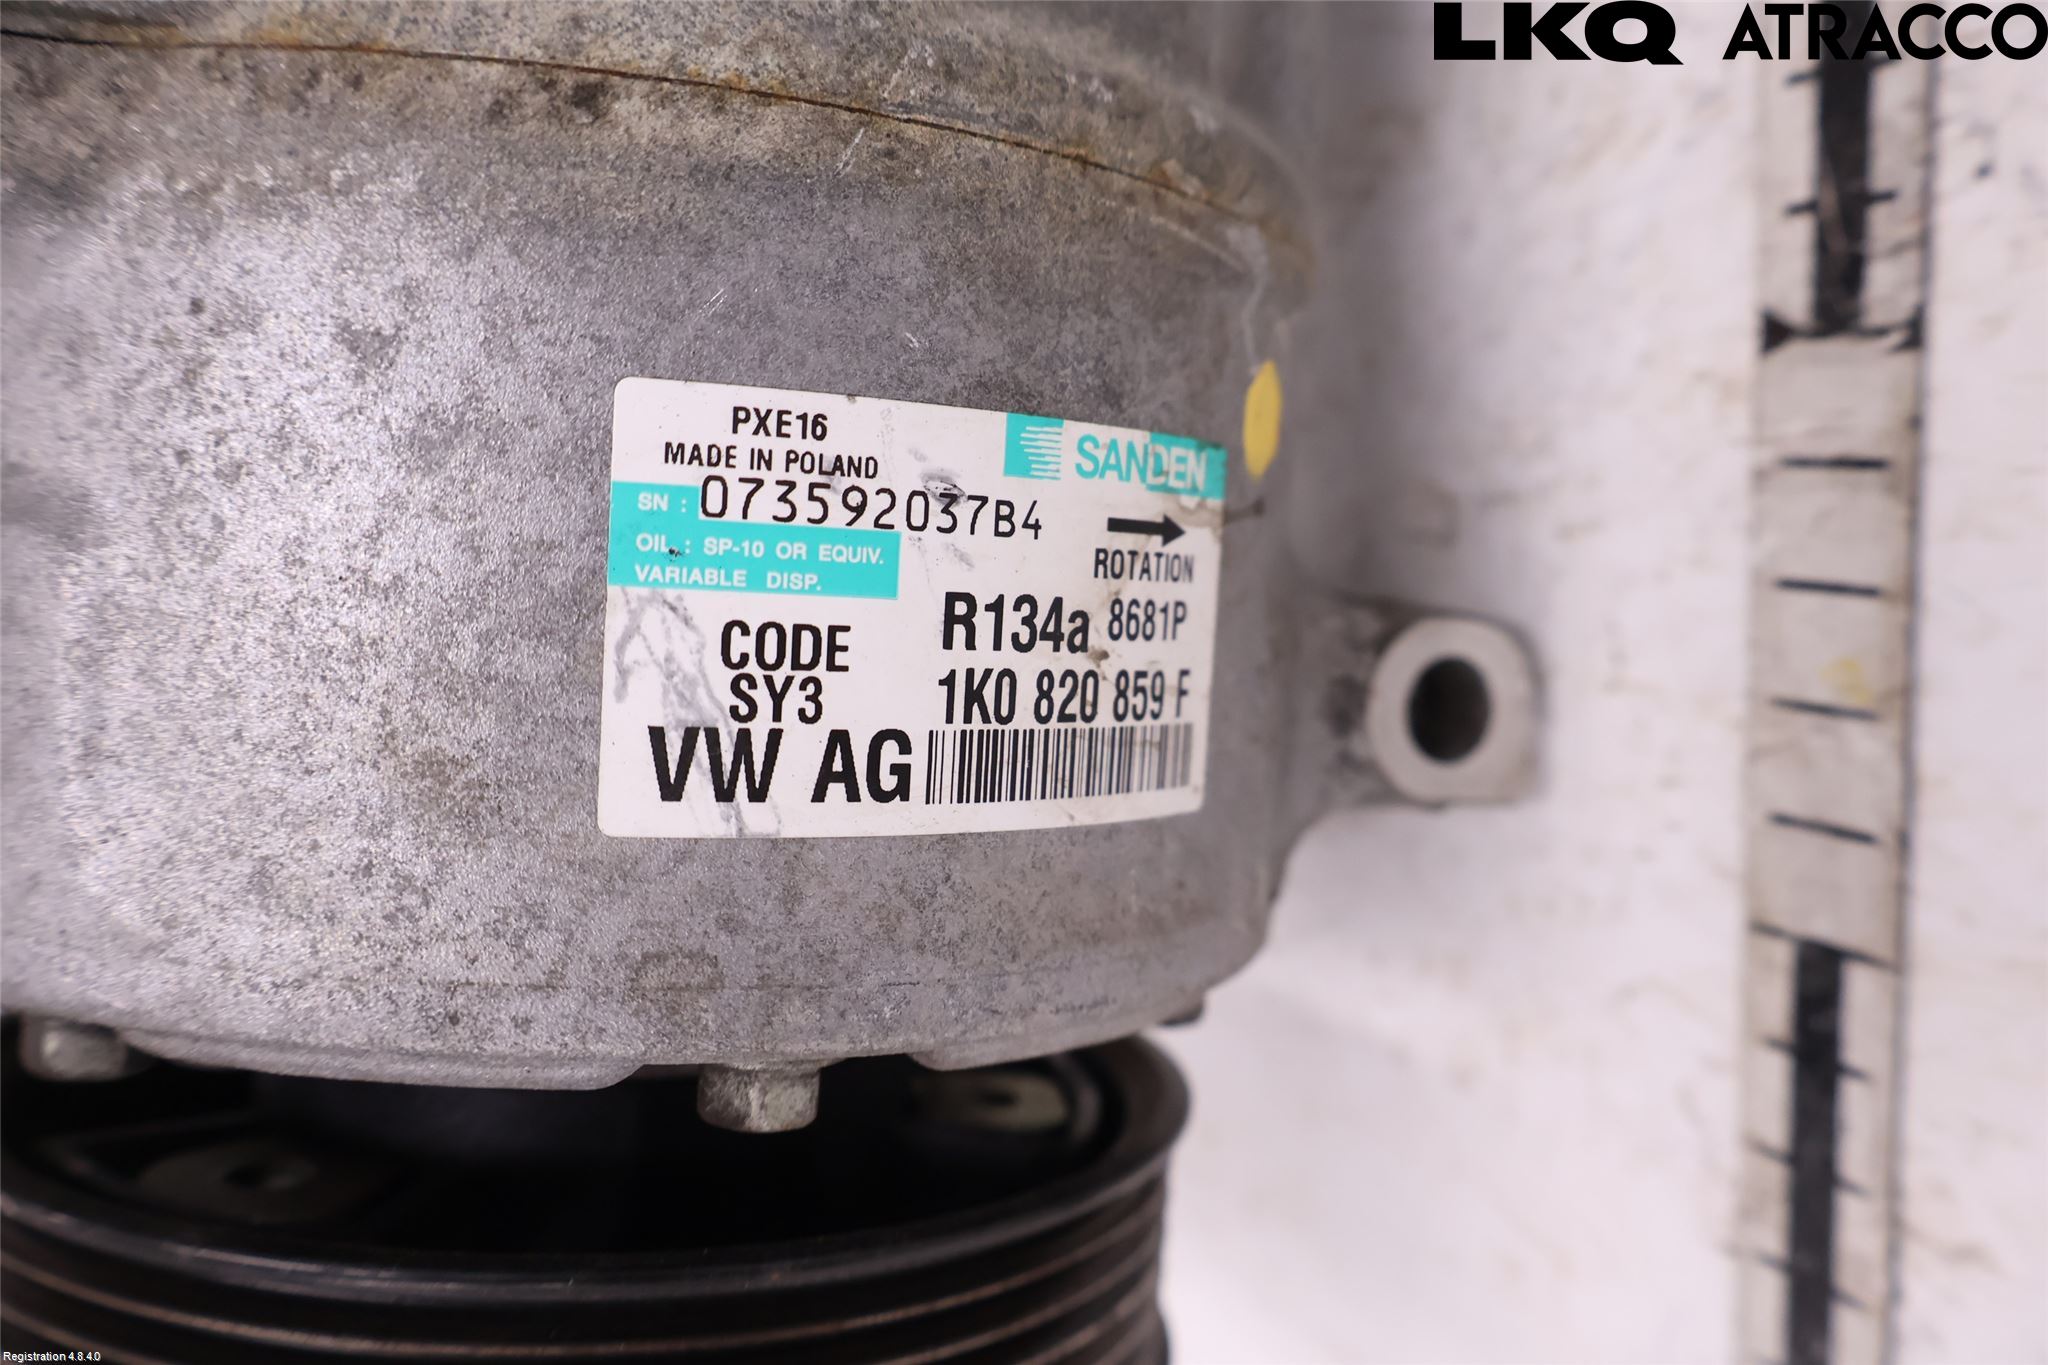 LKQ ATRACCO
PXE16
MADE IN POLAND
SANDEN
SN : 073592037B4
OIL : SP-10 OR EQUIV.
VARIABLE DISP.
ROTATION
R134a 8681P
CODE
SY3
1K0 820 859 F
VW AG
Registration 4.8.4.0